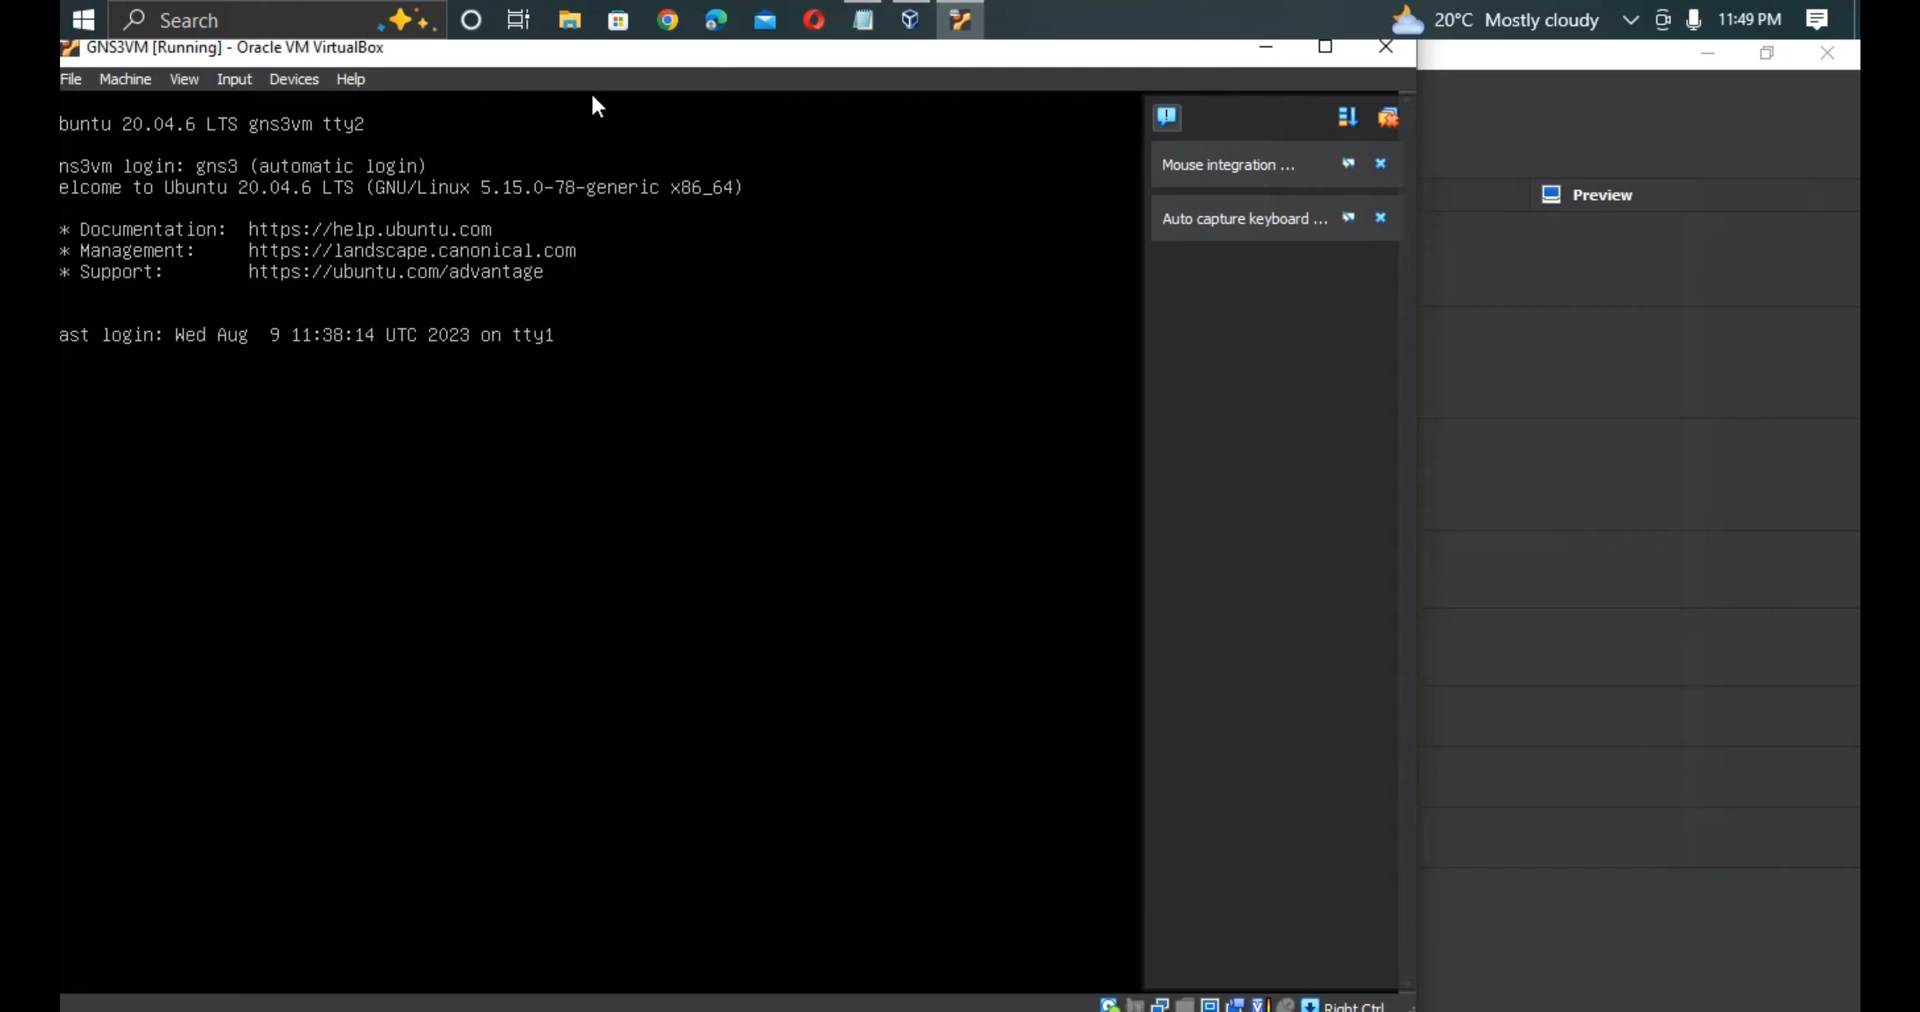 Search
20°C Mostly cloudy
11:49 PM
GNS3VM [Running] - Oracle VM VirtualBox
File Machine View Input Devices Help
buntu 20.04.6 LTS gns3vm tty2
ns3vm login: gns3 (automatic login)
elcome to Ubuntu 20.04.6 LTS (GNU/Linux 5.15.0-78-generic x86_64)
* Documentation: https://help.ubuntu.com
* Management: https://landscape.canonical.com
* Support: https://ubuntu.com/advantage
ast login: Wed Aug 9 11:38:14 UTC 2023 on tty1
Mouse integration ...
Auto capture keyboard ...
Preview
Right Ctrl